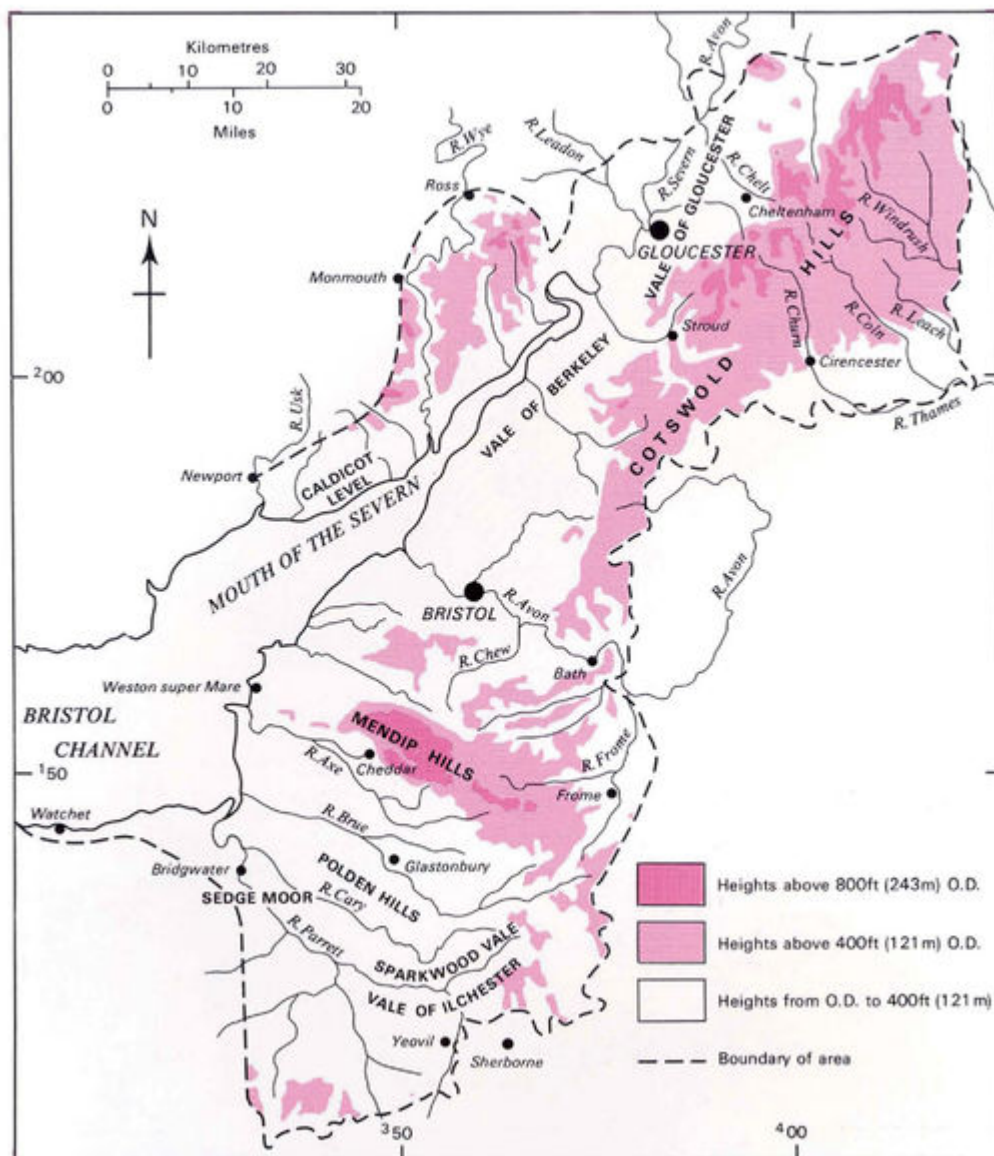 Kilometres
0 10 20 30
0 10 20
Miles
N
R. Avon
R. Wye
R. Leadon
R. Severn
VALE OF GLOUCESTER
R. Chelt
Ross
Cheltenham
R. Windrush
GLOUCESTER
HILLS
Monmouth
R. Churn
R. Coln
R. Leach
Stroud
Cirencester
200
R. Usk
VALE OF BERKELEY
COTSWOLD
R. Thames
Newport
CALDICOT
LEVEL
MOUTH OF THE SEVERN
R. Avon
BRISTOL
R. Avon
R. Chew
Bath
Weston super Mare
BRISTOL
CHANNEL
MENDIP HILLS
R. Axe
Cheddar
R. Frome
150
Frome
Watchet
R. Brue
Glastonbury
Bridgwater
POLDEN HILLS
SEDGE MOOR
R. Cary
R. Parrett
SPARKWOOD VALE
VALE OF ILCHESTER
Yeovil
Sherborne
Heights above 800ft (243m) O.D.
Heights above 400ft (121m) O.D.
Heights from O.D. to 400ft (121m)
Boundary of area
350
400